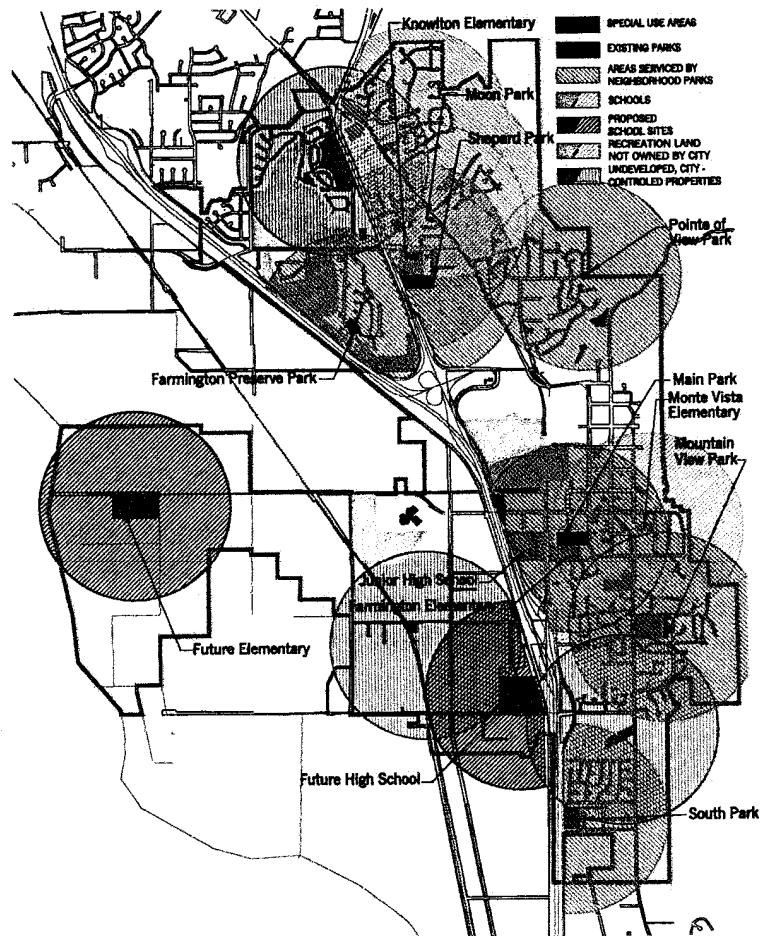 Knowlton Elementary
Moon Park
Shepard Park
SPECIAL USE AREAS
EXISTING PARKS
AREAS SERVICED BY
NEIGHBORHOOD PARKS
SCHOOLS
PROPOSED
SCHOOL SITES
RECREATION LAND
NOT OWNED BY CITY
UNDEVELOPED, CITY -
CONTROLED PROPERTIES
Pointe of
View Park
Farmington Preserve Park
Main Park
Monte Vista
Elementary
Mountain
View Park
Junior High School
Farmington Elementary
Future Elementary
Future High School
South Park